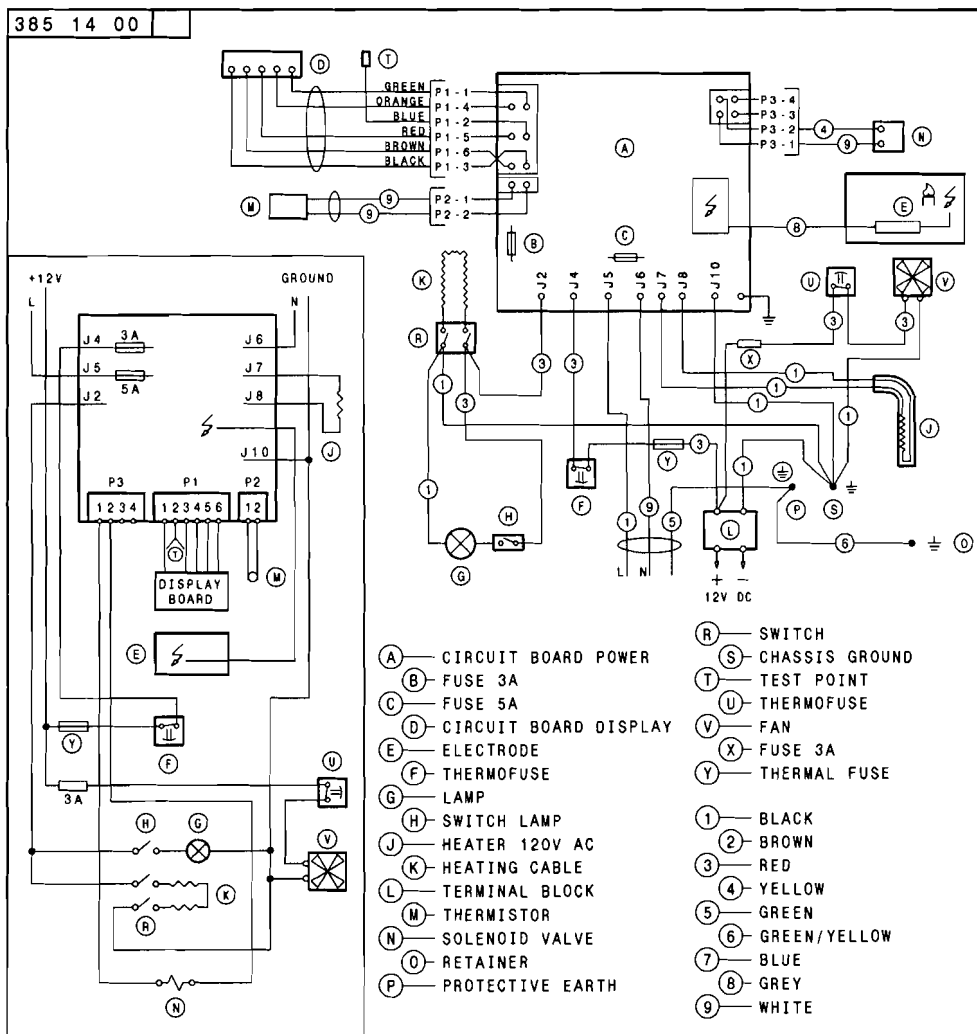 385 14 00
D
T
GREEN
ORANGE
BLUE
RED
BROWN
BLACK
P1-1
P1-4
P1-2
P1-5
P1-6
P1-3
P2-1
P2-2
M
9
9
A
B
C
J2
J4
J5
J6
J7
J8
J10
P3-4
P3-3
P3-2
P3-1
4
9
N
8
E
U
V
3
3
X
K
R
1
3
3
3
1
1
1
1
J
F
Y
3
1
P
S
6
O
1
9
5
L N
L
+ −
12V DC
1
G
H
+12V
L
GROUND
N
J4 3A
J5 5A
J2
J6
J7
J8
J10
J
P3
1234
P1
123456
P2
12
T
DISPLAY
BOARD
M
E
Y
F
3A
U
H
G
V
K
R
N
A CIRCUIT BOARD POWER
B FUSE 3A
C FUSE 5A
D CIRCUIT BOARD DISPLAY
E ELECTRODE
F THERMOFUSE
G LAMP
H SWITCH LAMP
J HEATER 120V AC
K HEATING CABLE
L TERMINAL BLOCK
M THERMISTOR
N SOLENOID VALVE
O RETAINER
P PROTECTIVE EARTH
R SWITCH
S CHASSIS GROUND
T TEST POINT
U THERMOFUSE
V FAN
X FUSE 3A
Y THERMAL FUSE
1 BLACK
2 BROWN
3 RED
4 YELLOW
5 GREEN
6 GREEN/YELLOW
7 BLUE
8 GREY
9 WHITE